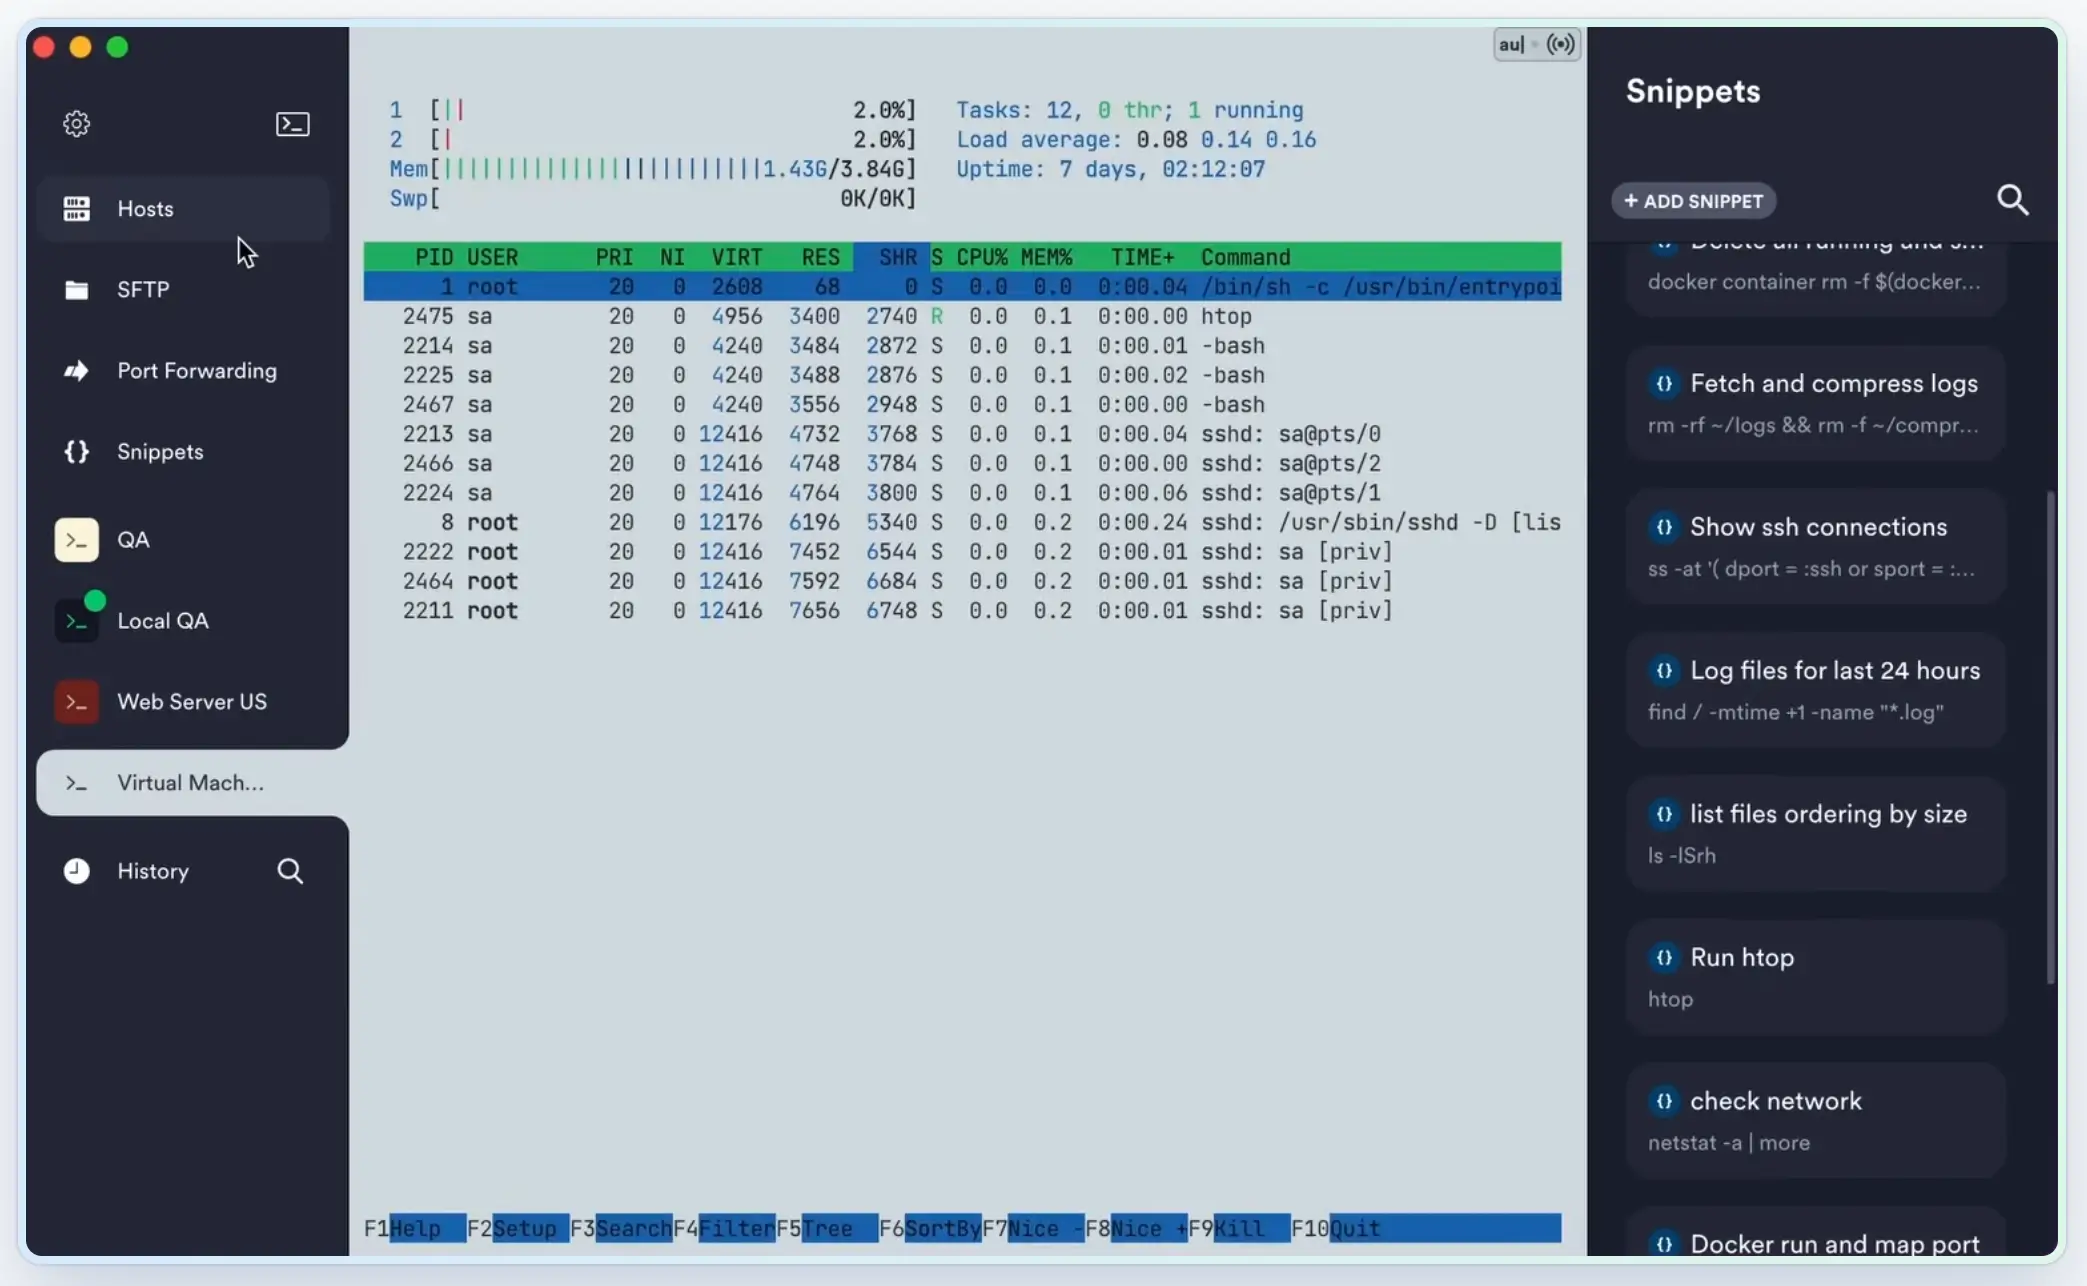 Hosts
SFTP
Port Forwarding
Snippets
QA
Local QA
Web Server US
Virtual Mach...
History
au|
1 [|| 2.0%] Tasks: 12, 0 thr; 1 running
2 [| 2.0%] Load average: 0.08 0.14 0.16
Mem[|||||||||||||||||||||||||1.43G/3.84G] Uptime: 7 days, 02:12:07
Swp[ 0K/0K]
PID USER PRI NI VIRT RES SHR S CPU% MEM% TIME+ Command
1 root 20 0 2608 68 0 S 0.0 0.0 0:00.04 /bin/sh -c /usr/bin/entrypoi
2475 sa 20 0 4956 3400 2740 R 0.0 0.1 0:00.00 htop
2214 sa 20 0 4240 3484 2872 S 0.0 0.1 0:00.01 -bash
2225 sa 20 0 4240 3488 2876 S 0.0 0.1 0:00.02 -bash
2467 sa 20 0 4240 3556 2948 S 0.0 0.1 0:00.00 -bash
2213 sa 20 0 12416 4732 3768 S 0.0 0.1 0:00.04 sshd: sa@pts/0
2466 sa 20 0 12416 4748 3784 S 0.0 0.1 0:00.00 sshd: sa@pts/2
2224 sa 20 0 12416 4764 3800 S 0.0 0.1 0:00.06 sshd: sa@pts/1
8 root 20 0 12176 6196 5340 S 0.0 0.2 0:00.24 sshd: /usr/sbin/sshd -D [lis
2222 root 20 0 12416 7452 6544 S 0.0 0.2 0:00.01 sshd: sa [priv]
2464 root 20 0 12416 7592 6684 S 0.0 0.2 0:00.01 sshd: sa [priv]
2211 root 20 0 12416 7656 6748 S 0.0 0.2 0:00.01 sshd: sa [priv]
F1Help F2Setup F3SearchF4FilterF5Tree F6SortByF7Nice -F8Nice +F9Kill F10Quit
Snippets
+ ADD SNIPPET
Delete all running and s...
docker container rm -f $(docker...
{} Fetch and compress logs
rm -rf ~/logs && rm -f ~/compr...
{} Show ssh connections
ss -at '( dport = :ssh or sport = :...
{} Log files for last 24 hours
find / -mtime +1 -name "*.log"
{} list files ordering by size
ls -lSrh
{} Run htop
htop
{} check network
netstat -a | more
{} Docker run and map port